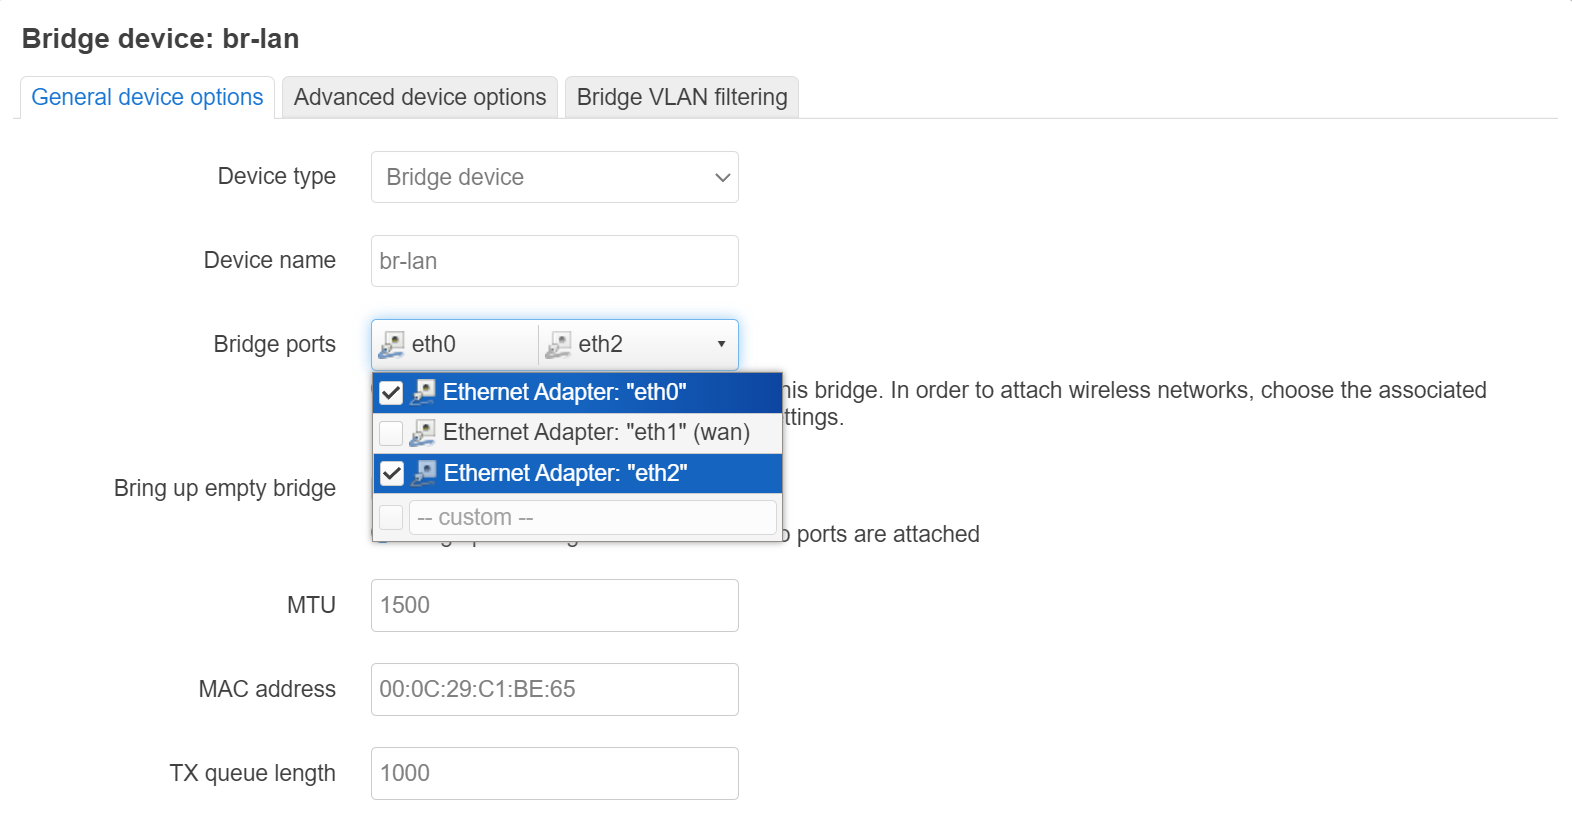 Bridge device: br-lan
General device options Advanced device options Bridge VLAN filtering
Device type Bridge device
Device name br-lan
Bridge ports eth0 eth2
Ethernet Adapter: "eth0"
his bridge. In order to attach wireless networks, choose the associated
ttings.
Ethernet Adapter: "eth1" (wan)
Ethernet Adapter: "eth2"
Bring up empty bridge
-- custom --
ports are attached
MTU 1500
MAC address 00:0C:29:C1:BE:65
TX queue length 1000